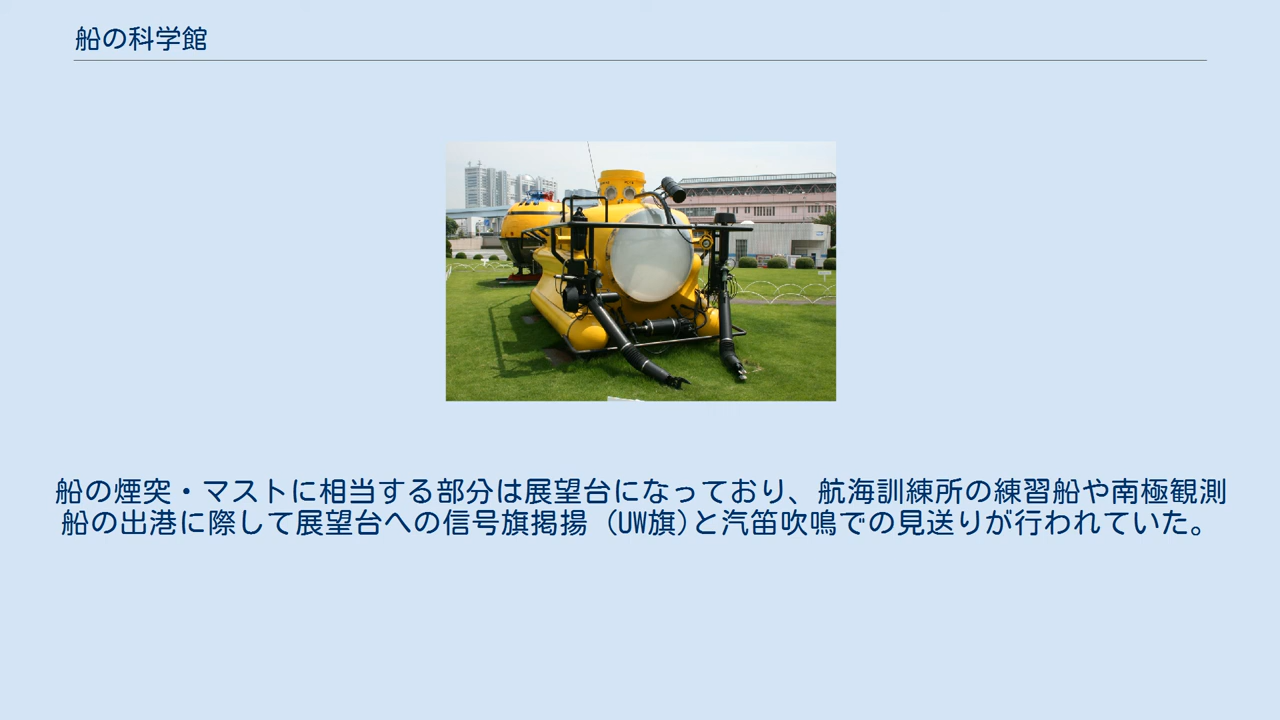 船の科学館
船の煙突・マストに相当する部分は展望台になっており、航海訓練所の練習船や南極観測
船の出港に際して展望台への信号旗掲揚 (UW旗)と汽笛吹鳴での見送りが行われていた。